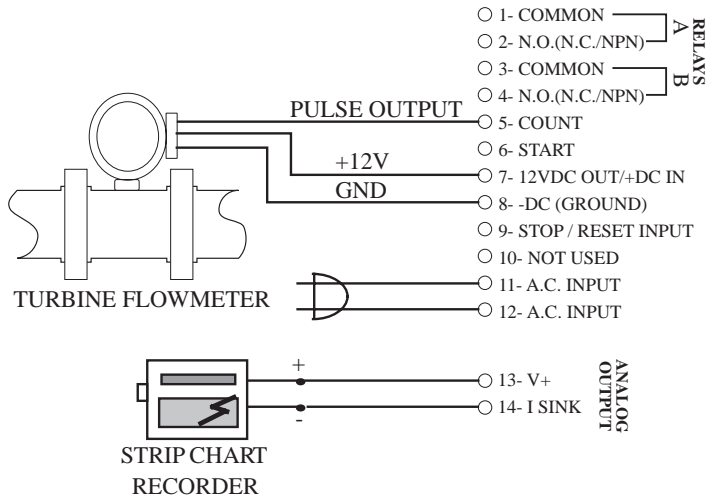 1- COMMON
2- N.O.(N.C./NPN)
A
3- COMMON
4- N.O.(N.C./NPN)
B
RELAYS
PULSE OUTPUT
5- COUNT
6- START
+12V
7- 12VDC OUT/+DC IN
GND
8- -DC (GROUND)
9- STOP / RESET INPUT
10- NOT USED
TURBINE FLOWMETER
11- A.C. INPUT
12- A.C. INPUT
+
13- V+
-
14- I SINK
ANALOG
OUTPUT
STRIP CHART
RECORDER